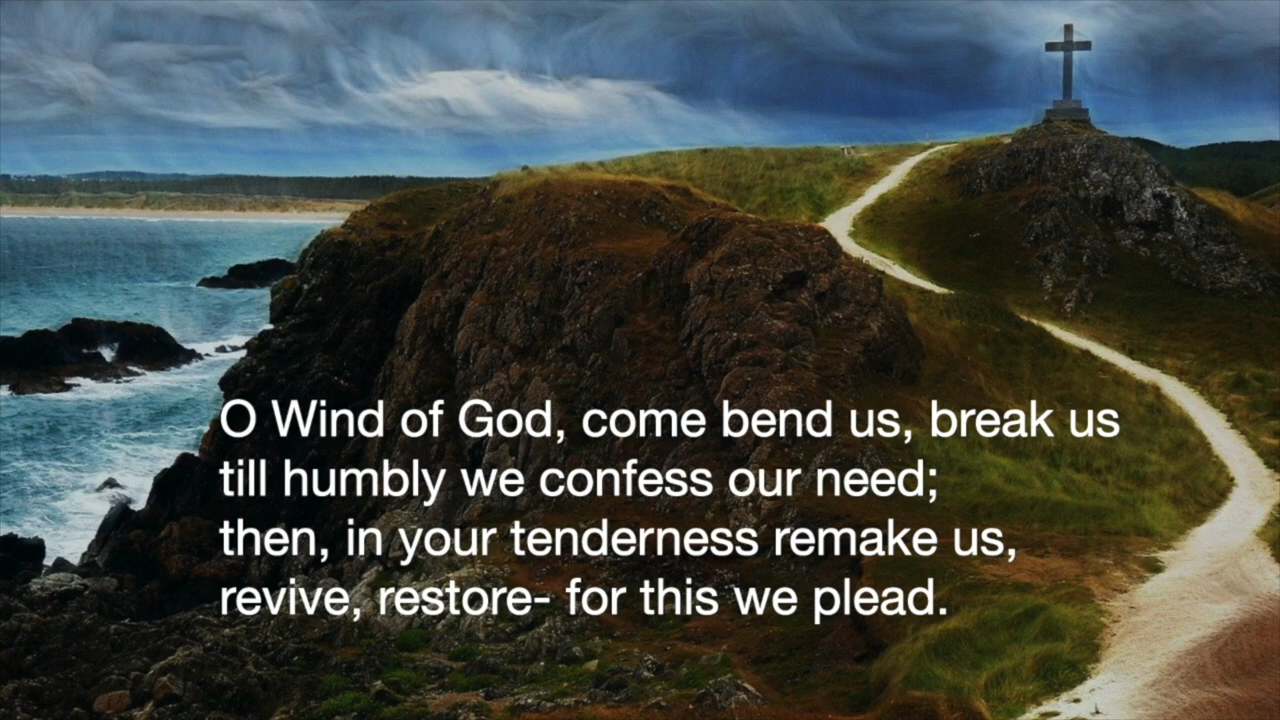 O Wind of God, come bend us, break us
till humbly we confess our need;
then, in your tenderness remake us,
revive, restore- for this we plead.